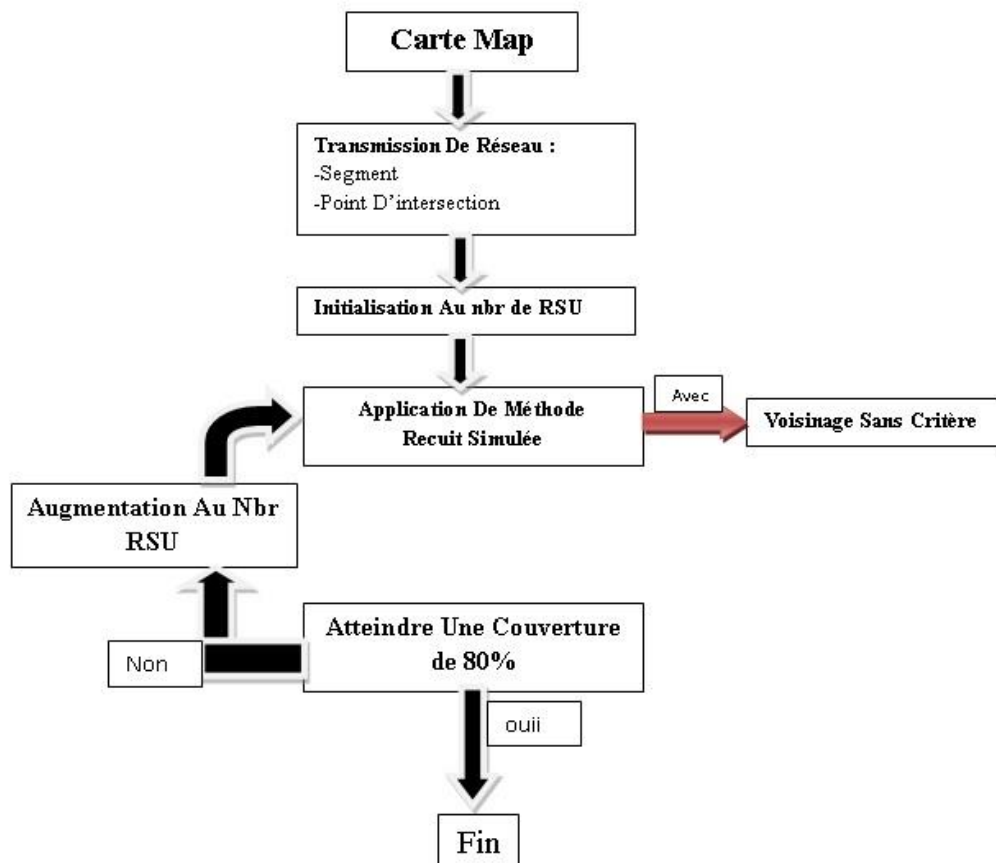 Carte Map
Transmission De Réseau :
-Segment
-Point D’intersection
Initialisation Au nbr de RSU
Application De Méthode
Recuit Simulée
Avec
Voisinage Sans Critère
Augmentation Au Nbr
RSU
Atteindre Une Couverture
de 80%
Non
ouii
Fin